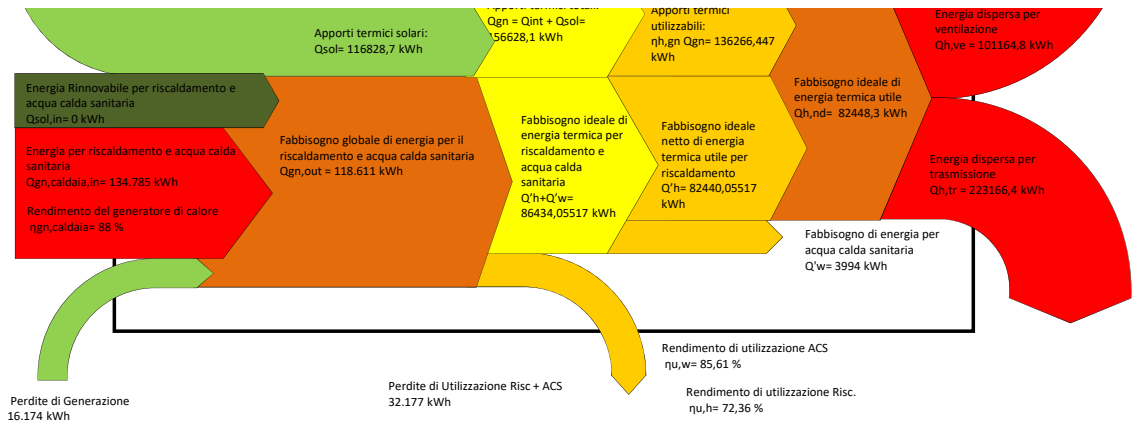 Apporti termici solari:
Qsol= 116828,7 kWh
Qgn = Qint + Qsol=
156628,1 kWh
Apporti termici
utilizzabili:
ηh,gn Qgn= 136266,447
kWh
Energia dispersa per
ventilazione
Qh,ve = 101164,8 kWh
Energia Rinnovabile per riscaldamento e
acqua calda sanitaria
Qsol,in= 0 kWh
Energia per riscaldamento e acqua calda
sanitaria
Qgn,caldaia,in= 134.785 kWh
Rendimento del generatore di calore
ηgn,caldaia= 88 %
Fabbisogno globale di energia per il
riscaldamento e acqua calda sanitaria
Qgn,out = 118.611 kWh
Fabbisogno ideale di
energia termica per
riscaldamento e
acqua calda
sanitaria
Q'h+Q'w=
86434,05517 kWh
Fabbisogno ideale
netto di energia
termica utile per
riscaldamento
Q’h= 82440,05517
kWh
Fabbisogno ideale di
energia termica utile
Qh,nd= 82448,3 kWh
Energia dispersa per
trasmissione
Qh,tr = 223166,4 kWh
Fabbisogno di energia per
acqua calda sanitaria
Q'w= 3994 kWh
Rendimento di utilizzazione ACS
ηu,w= 85,61 %
Rendimento di utilizzazione Risc.
ηu,h= 72,36 %
Perdite di Utilizzazione Risc + ACS
32.177 kWh
Perdite di Generazione
16.174 kWh